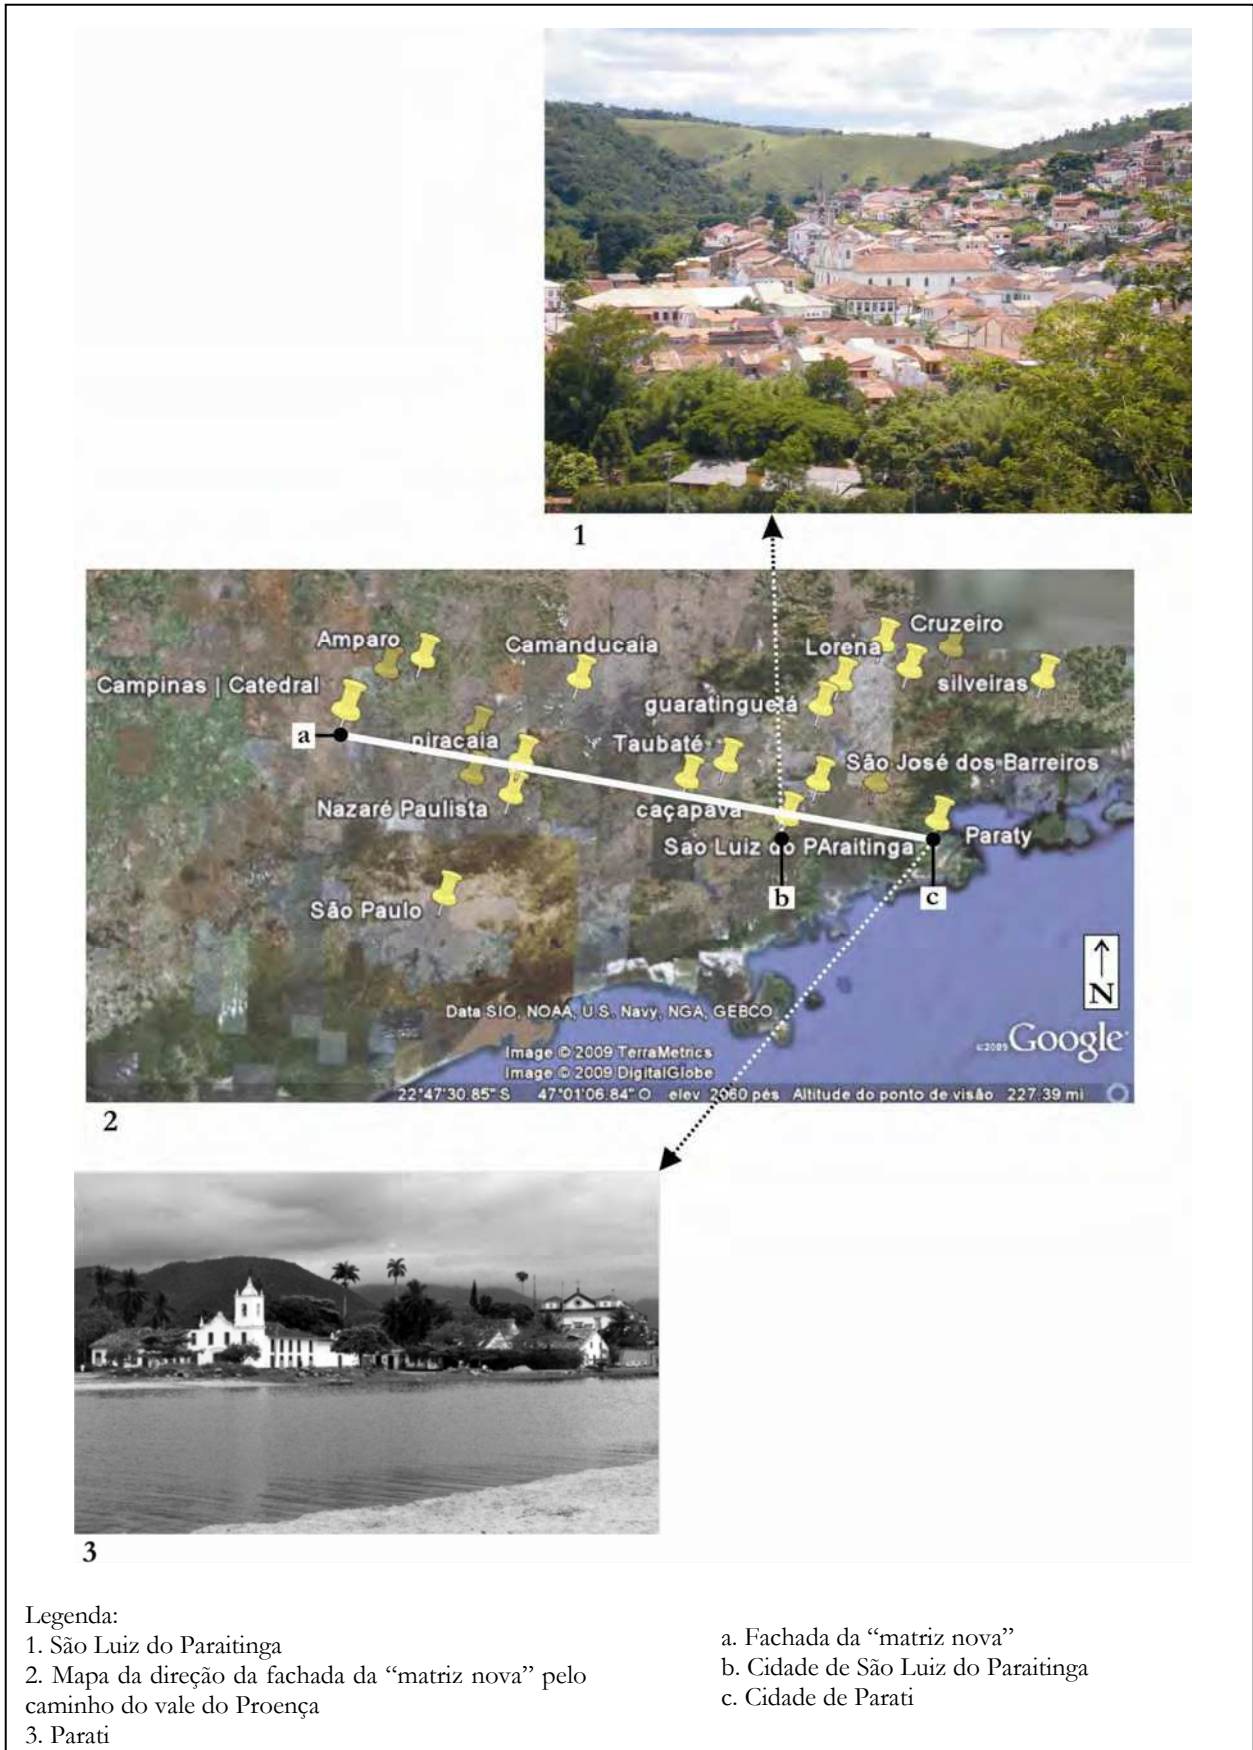 1
Amparo
Camanducaia
Cruzeiro
Lorena
Campinas | Catedral
silveiras
guaratinguetá
a
piracaia
Taubaté
São José dos Barreiros
Nazaré Paulista
caçapava
São Luiz do PAraitinga
Paraty
b
c
São Paulo
N
Data SIO, NOAA, U.S. Navy, NGA, GEBCO
©2009 Google
Image © 2009 TerraMetrics
Image © 2009 DigitalGlobe
22°47'30.85" S 47°01'06.84" O elev 2060 pés Altitude do ponto de visão 227.39 mi
2
3
Legenda:
1. São Luiz do Paraitinga
2. Mapa da direção da fachada da “matriz nova” pelo
caminho do vale do Proença
3. Parati
a. Fachada da “matriz nova”
b. Cidade de São Luiz do Paraitinga
c. Cidade de Parati